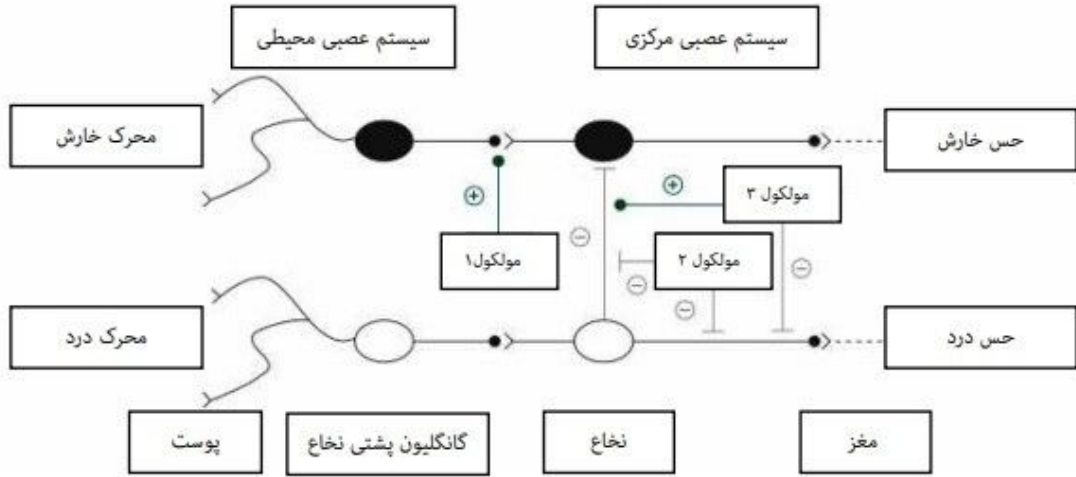 سیستم عصبی محیطی
سیستم عصبی مرکزی
محرک خارش
حس خارش
مولکول ۳
+
+
مولکول۱
مولکول ۲
−
−
−
−
محرک درد
حس درد
پوست
گانگلیون پشتی نخاع
نخاع
مغز